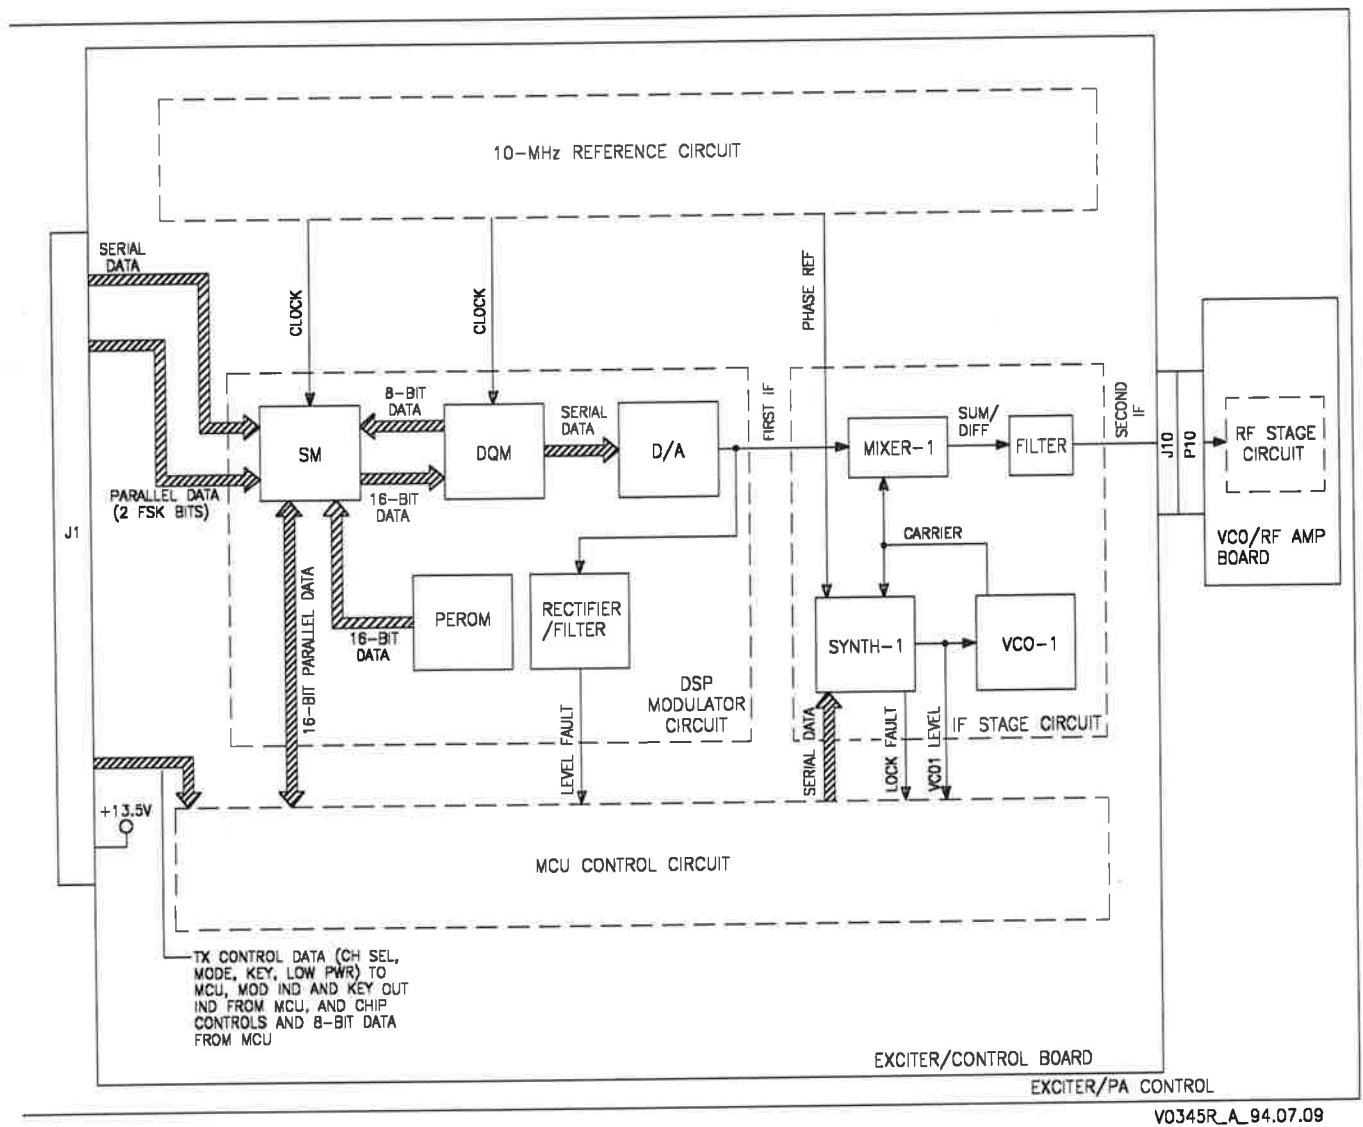 10-MHz REFERENCE CIRCUIT
SERIAL
DATA
CLOCK
CLOCK
PHASE REF
8-BIT
DATA
SERIAL
DATA
FIRST IF
SUM/
DIFF
SECOND
IF
SM
DQM
D/A
MIXER-1
FILTER
J10
P10
RF STAGE
CIRCUIT
16-BIT
DATA
PARALLEL DATA
(2 FSK BITS)
J1
CARRIER
VCO/RF AMP
BOARD
16-BIT PARALLEL DATA
PEROM
16-BIT
DATA
RECTIFIER
/FILTER
SYNTH-1
VCO-1
DSP
MODULATOR
CIRCUIT
LEVEL FAULT
SERIAL DATA
LOCK FAULT
VCO1 LEVEL
IF STAGE CIRCUIT
+13.5V
MCU CONTROL CIRCUIT
TX CONTROL DATA (CH SEL,
MODE, KEY, LOW PWR) TO
MCU, MOD IND AND KEY OUT
IND FROM MCU, AND CHIP
CONTROLS AND 8-BIT DATA
FROM MCU
EXCITER/CONTROL BOARD
EXCITER/PA CONTROL
V0345R_A_94.07.09